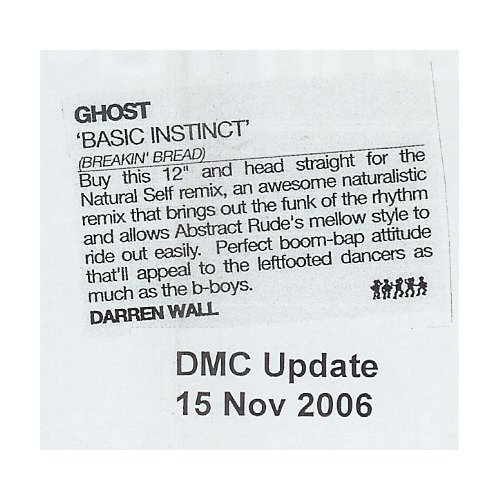 GHOST
'BASIC INSTINCT'
(BREAKIN' BREAD)
Buy this 12" and head straight for the
Natural Self remix, an awesome naturalistic
remix that brings out the funk of the rhythm
and allows Abstract Rude's mellow style to
ride out easily. Perfect boom-bap attitude
that'll appeal to the leftfooted dancers as
much as the b-boys.
DARREN WALL
DMC Update
15 Nov 2006